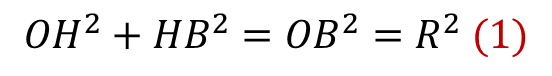 OH² + HB² = OB² = R² (1)